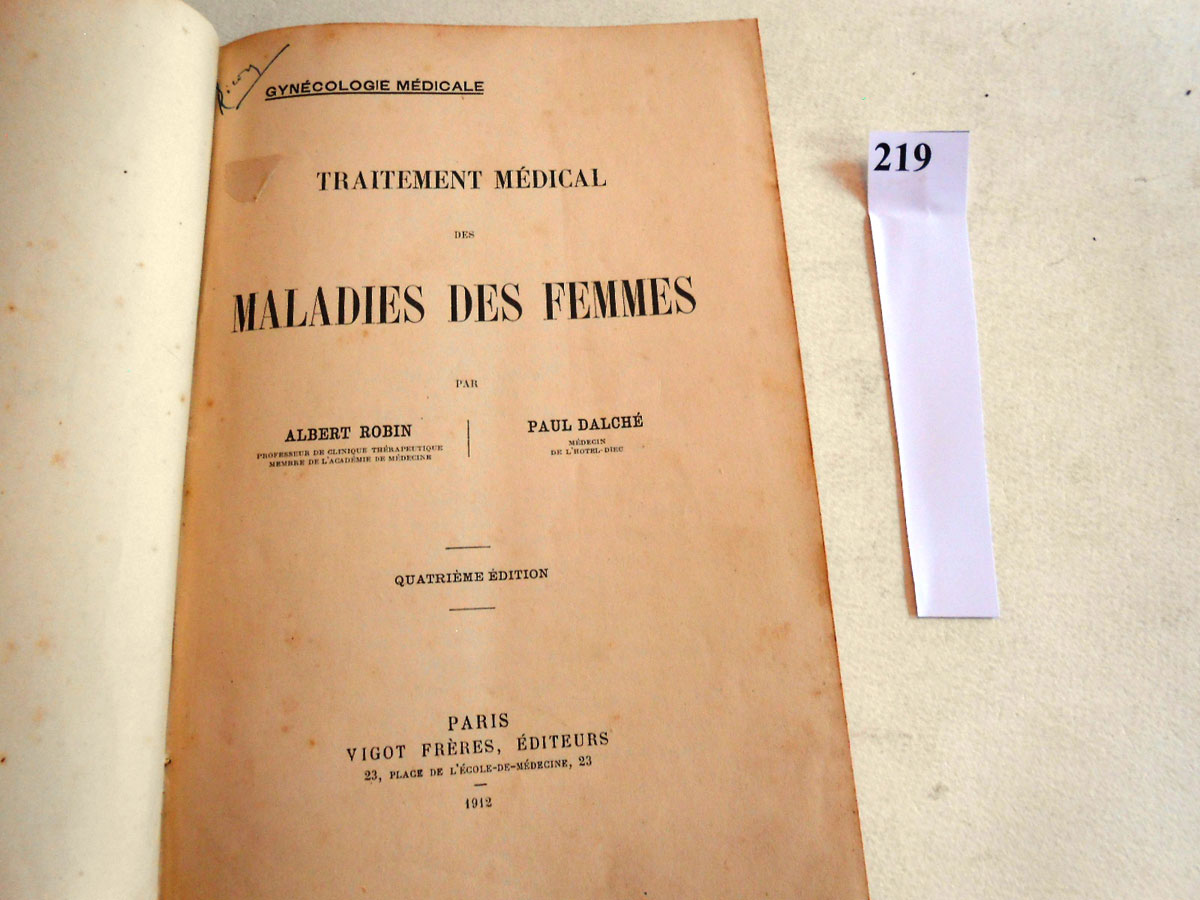 GYNÉCOLOGIE MÉDICALE
TRAITEMENT MÉDICAL
DES
MALADIES DES FEMMES
PAR
ALBERT ROBIN
PROFESSEUR DE CLINIQUE THÉRAPEUTIQUE
MEMBRE DE L'ACADÉMIE DE MÉDECINE
PAUL DALCHÉ
MÉDECIN
DE L'HOTEL-DIEU
QUATRIÈME ÉDITION
PARIS
VIGOT FRÈRES, ÉDITEURS
23, PLACE DE L'ÉCOLE-DE-MÉDECINE, 23
1912
219